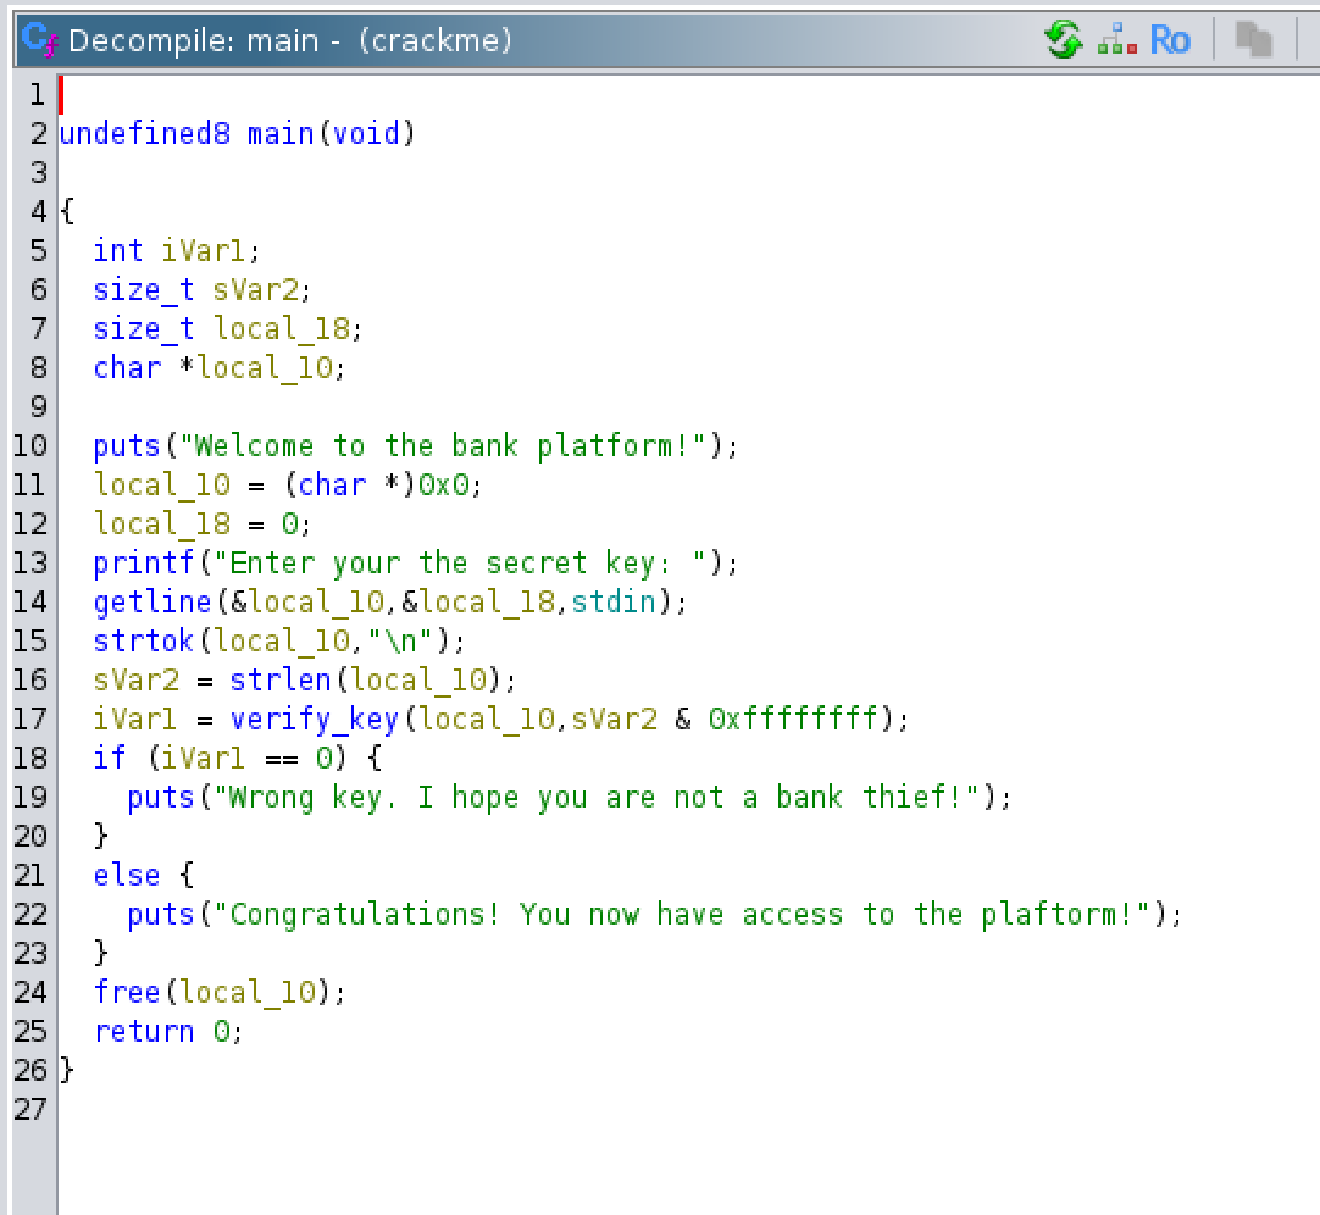 Decompile: main - (crackme)
Ro
1
2 undefined8 main(void)
3
4 {
5   int iVar1;
6   size_t sVar2;
7   size_t local_18;
8   char *local_10;
9
10   puts("Welcome to the bank platform!");
11   local_10 = (char *)0x0;
12   local_18 = 0;
13   printf("Enter your the secret key: ");
14   getline(&local_10,&local_18,stdin);
15   strtok(local_10,"\n");
16   sVar2 = strlen(local_10);
17   iVar1 = verify_key(local_10,sVar2 & 0xffffffff);
18   if (iVar1 == 0) {
19     puts("Wrong key. I hope you are not a bank thief!");
20   }
21   else {
22     puts("Congratulations! You now have access to the plaftorm!");
23   }
24   free(local_10);
25   return 0;
26 }
27